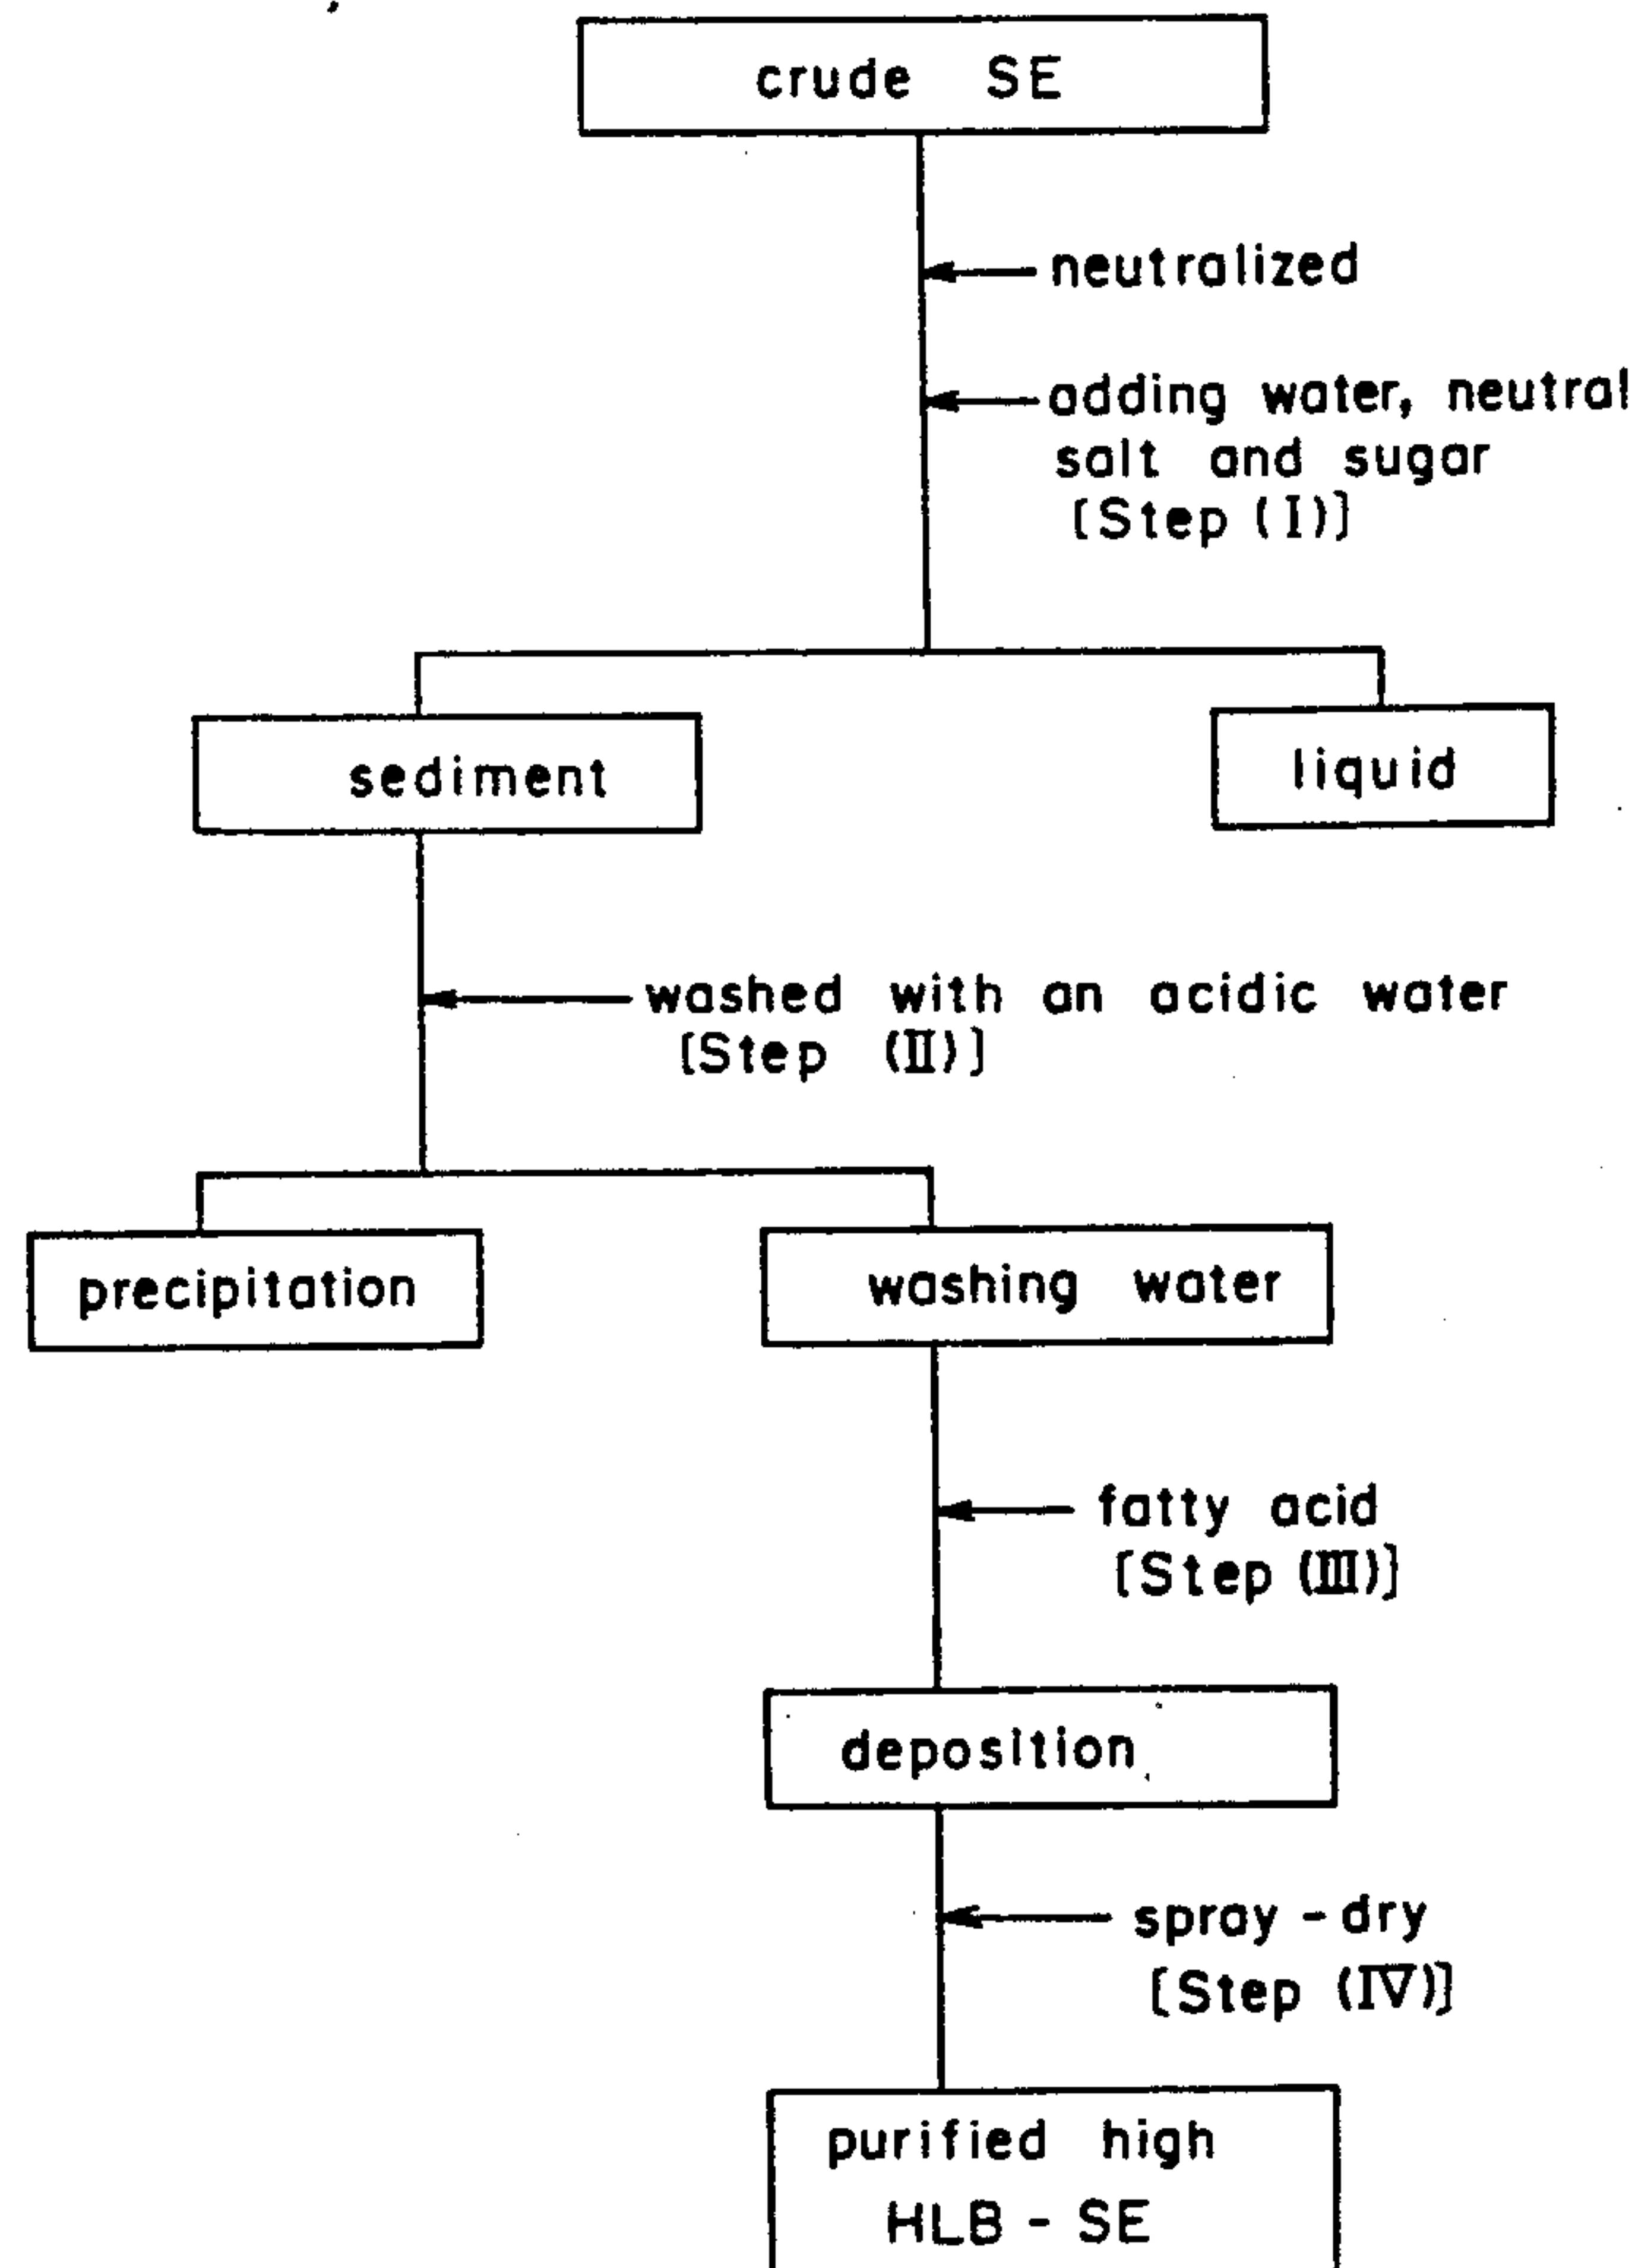 crude SE
neutralized
adding water, neutral
salt and sugar
[Step (I)]
sediment
liquid
washed with an acidic water
[Step (II)]
precipitation
washing water
fatty acid
[Step (III)]
deposition
spray-dry
[Step (IV)]
purified high
HLB-SE